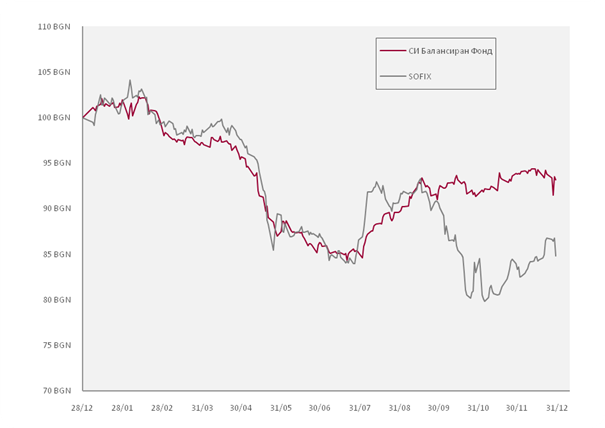 110 BGN
105 BGN
100 BGN
95 BGN
90 BGN
85 BGN
80 BGN
75 BGN
70 BGN
СИ Балансиран Фонд
SOFIX
28/12 28/01 28/02 31/03 30/04 31/05 30/06 31/07 31/08 30/09 31/10 30/11 31/12